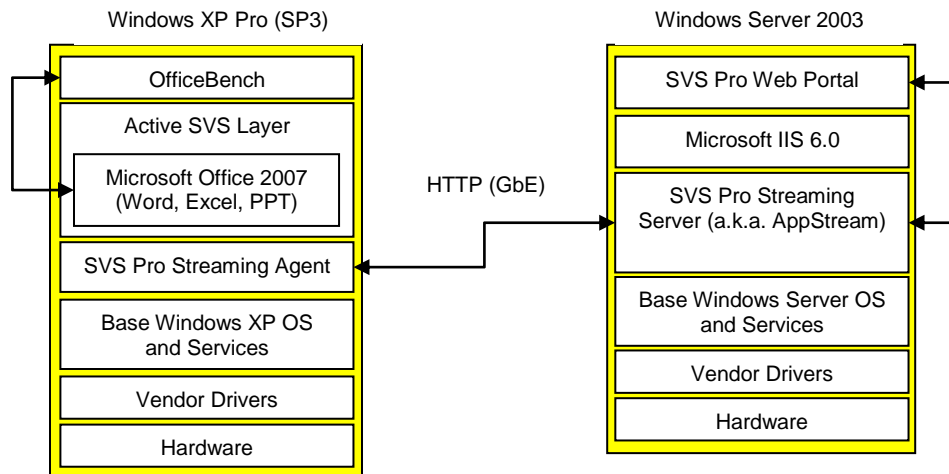 Windows XP Pro (SP3)
OfficeBench
Active SVS Layer
Microsoft Office 2007
(Word, Excel, PPT)
SVS Pro Streaming Agent
Base Windows XP OS
and Services
Vendor Drivers
Hardware
HTTP (GbE)
Windows Server 2003
SVS Pro Web Portal
Microsoft IIS 6.0
SVS Pro Streaming
Server (a.k.a. AppStream)
Base Windows Server OS
and Services
Vendor Drivers
Hardware